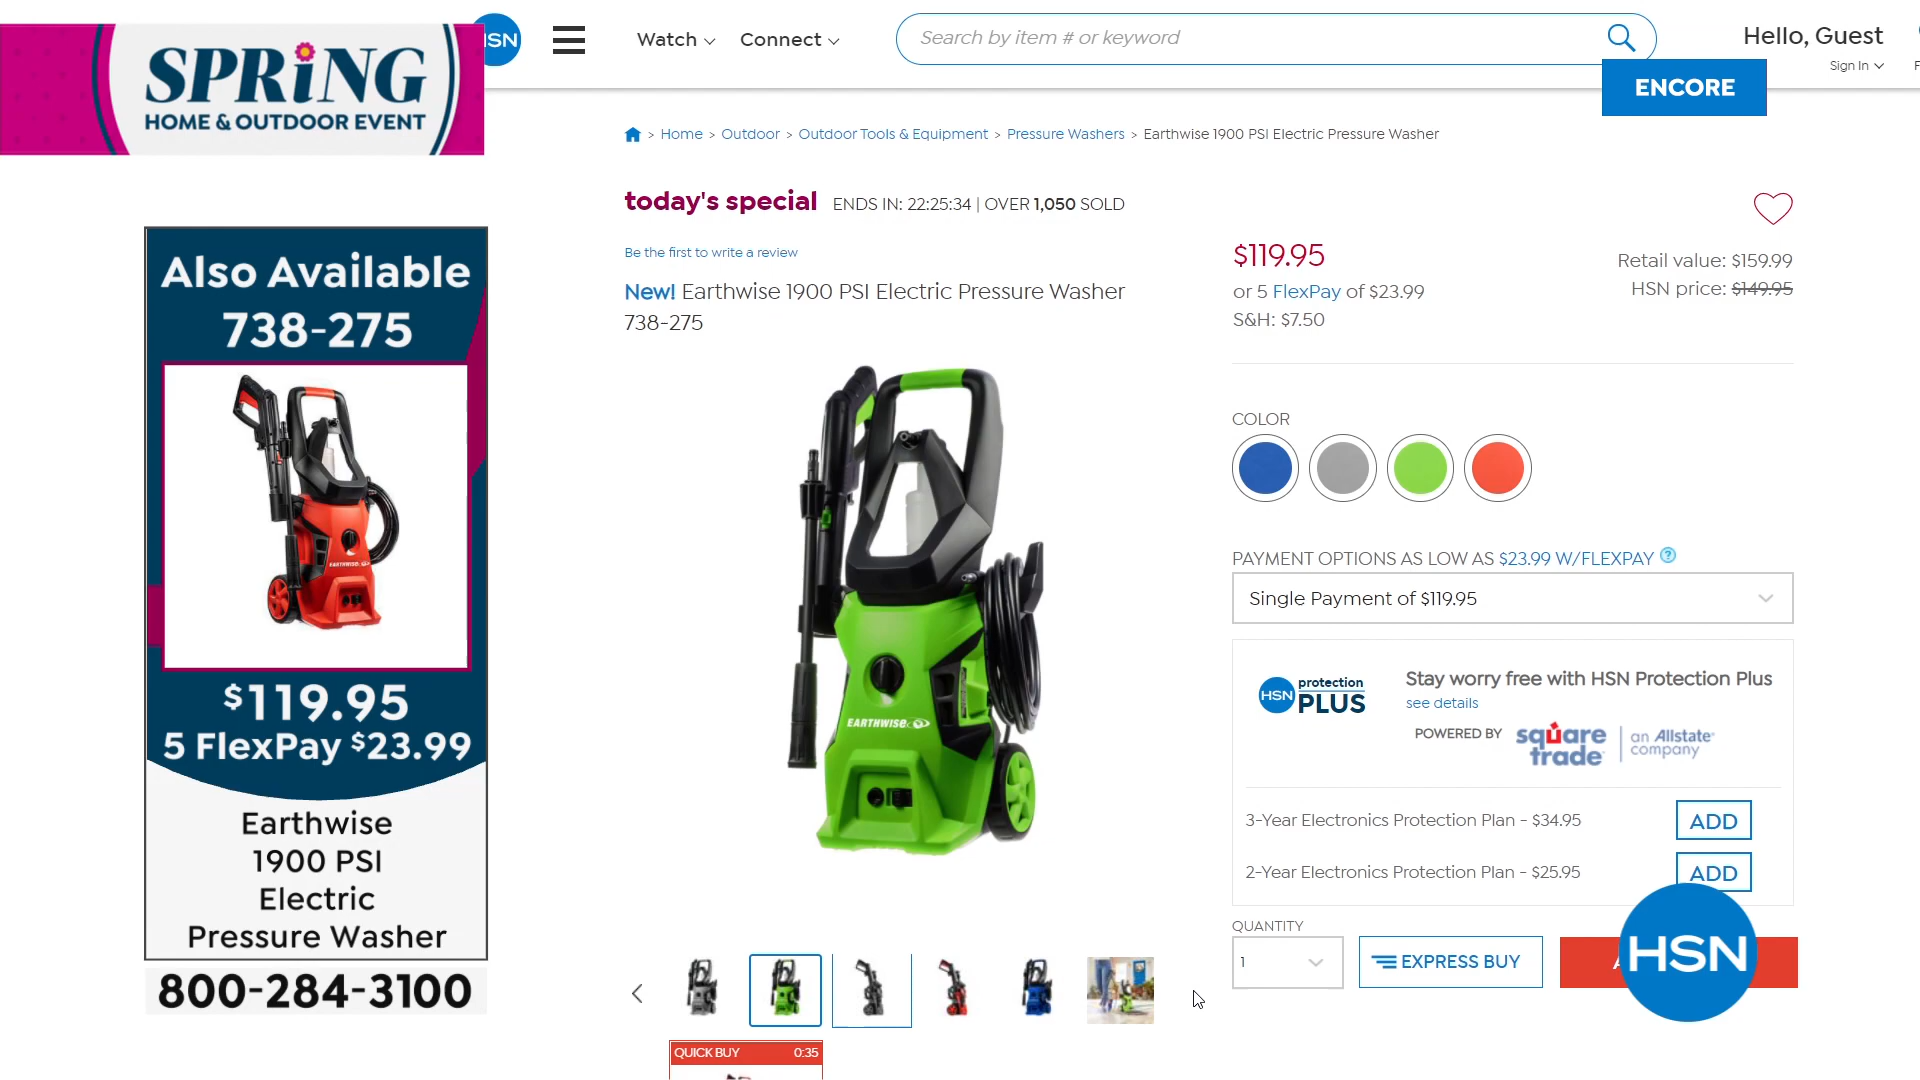 SPRiNG
HOME & OUTDOOR EVENT
HSN
Watch
Connect
Search by item # or keyword
Hello, Guest
Sign In
ENCORE
> Home > Outdoor > Outdoor Tools & Equipment > Pressure Washers > Earthwise 1900 PSI Electric Pressure Washer
today's special ENDS IN: 22:25:34 | OVER 1,050 SOLD
Be the first to write a review
New! Earthwise 1900 PSI Electric Pressure Washer
738-275
$119.95
or 5 FlexPay of $23.99
S&H: $7.50
Retail value: $159.99
HSN price: $149.95
Also Available
738-275
EARTHWISE
$119.95
5 FlexPay $23.99
Earthwise
1900 PSI
Electric
Pressure Washer
800-284-3100
EARTHWISE
COLOR
PAYMENT OPTIONS AS LOW AS $23.99 W/FLEXPAY ?
Single Payment of $119.95
HSN protection PLUS
Stay worry free with HSN Protection Plus
see details
POWERED BY square trade | an Allstate company
3-Year Electronics Protection Plan - $34.95
ADD
2-Year Electronics Protection Plan - $25.95
ADD
QUANTITY
1
EXPRESS BUY
HSN
QUICK BUY 0:35